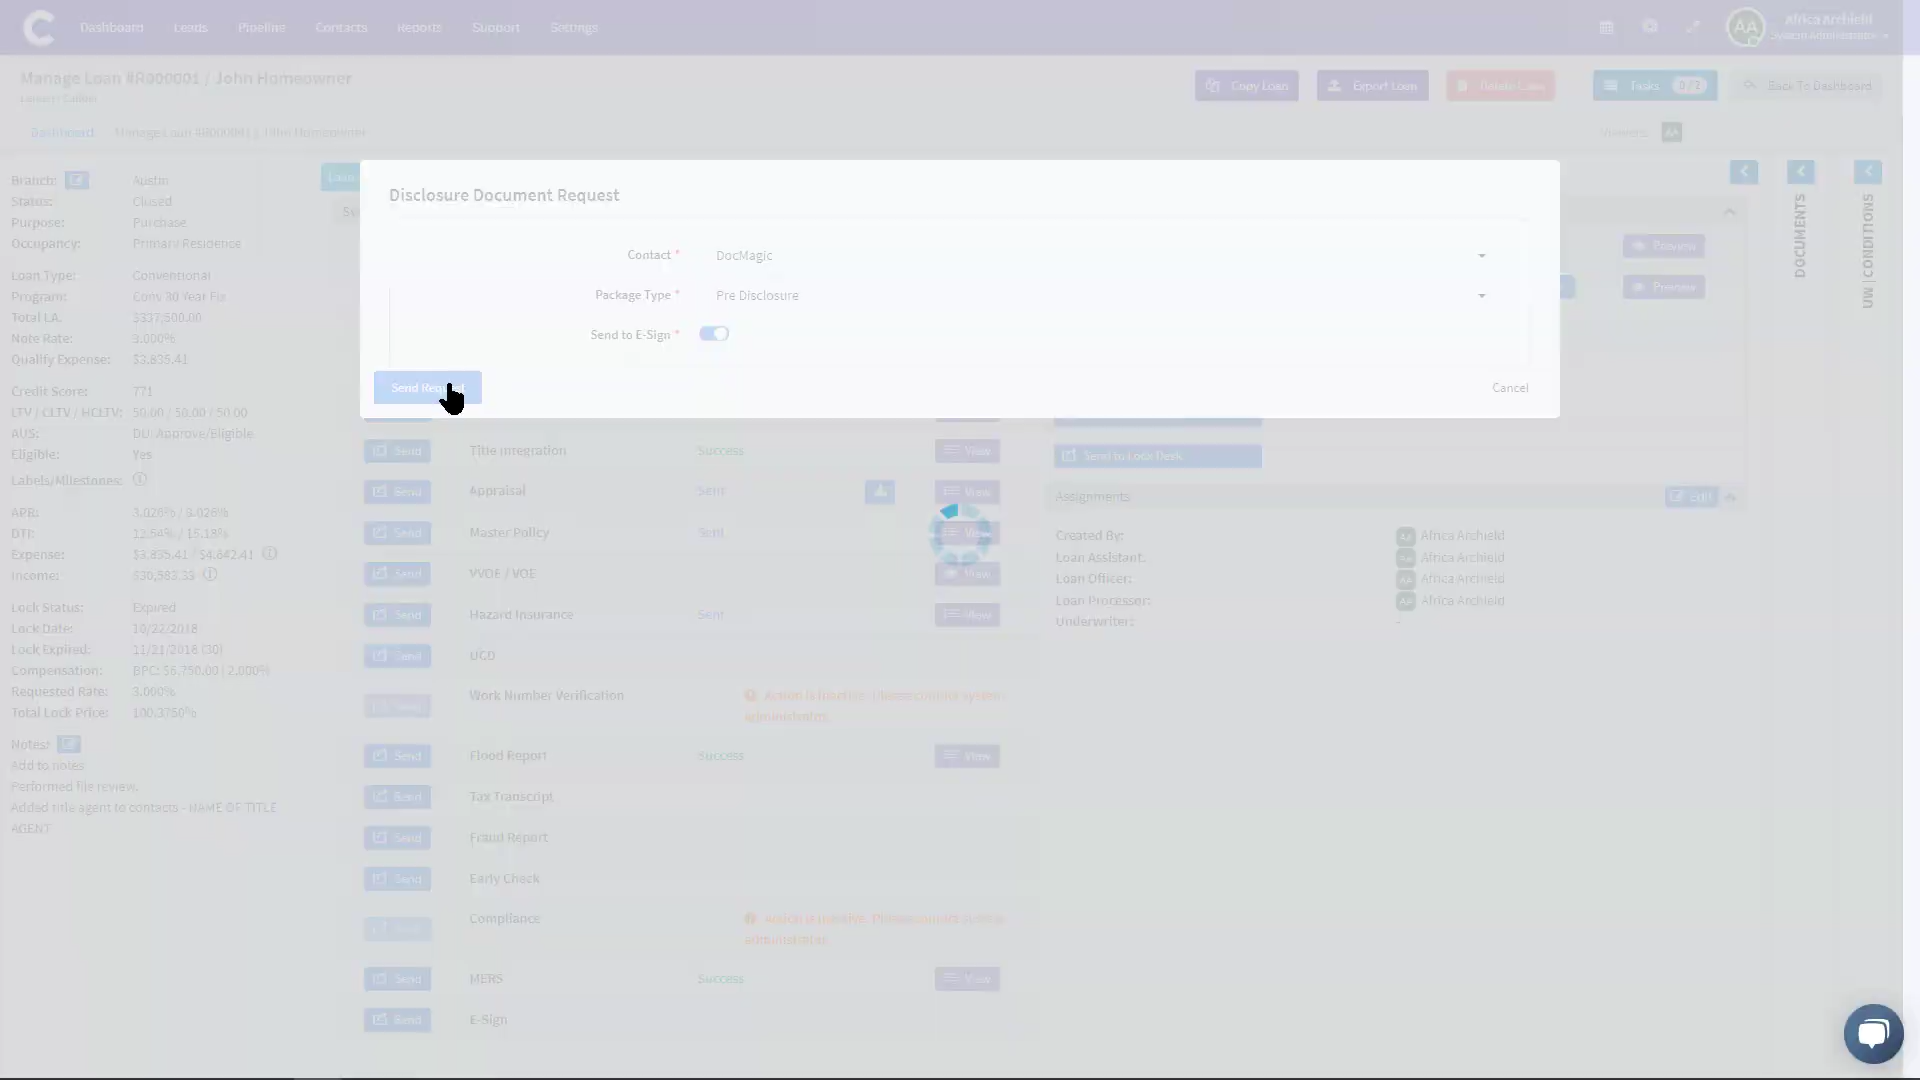 Dashboard Leads Pipeline Contacts Reports Support Settings
AA Africa Archield
System Administrator
Manage Loan #R000001 / John Homeowner
Copy Loan Export Loan Delete Loan Tasks 0 / 2 Back To Dashboard
Dashboard Manage Loan #R000001 / John Homeowner
Viewers: AA
Branch: Austin
Status: Closed
Purpose: Purchase
Occupancy: Primary Residence
Loan Type: Conventional
Program: Conv 30 Year Fix
Total LA: $337,500.00
Note Rate: 3.000%
Qualify Expense: $3,835.41
Credit Score: 771
LTV / CLTV / HCLTV: 50.00 / 50.00 / 50.00
AUS: DU: Approve/Eligible
Eligible: Yes
Labels/Milestones:
APR: 3.026% / 3.026%
DTI: 12.54% / 15.18%
Expense: $3,835.41 / $4,642.41
Income: $30,583.33
Lock Status: Expired
Lock Date: 10/22/2018
Lock Expired: 11/21/2018 (30)
Compensation: BPC: $6,750.00 | 2.000%
Requested Rate: 3.000%
Total Lock Price: 100.3750%
Notes:
Add to notes
Performed file review.
Added title agent to contacts - NAME OF TITLE
AGENT
Disclosure Document Request
Contact * DocMagic
Package Type * Pre Disclosure
Send to E-Sign *
Send Request Cancel
Send Title Integration Success View
Send Appraisal Sent View
Send Master Policy Sent View
Send VVOE / VOE View
Send Hazard Insurance Sent View
Send UCD
Send Work Number Verification Action is inactive. Please contact system
administrator.
Send Flood Report Success View
Send Tax Transcript
Send Fraud Report
Send Early Check
Send Compliance Action is inactive. Please contact system
administrator.
Send MERS Success View
Send E-Sign
Preview
Preview
Send to Lock Desk
Assignments Edit
Created By: AA Africa Archield
Loan Assistant: AA Africa Archield
Loan Officer: AA Africa Archield
Loan Processor: AA Africa Archield
Underwriter: -
DOCUMENTS
UW | CONDITIONS